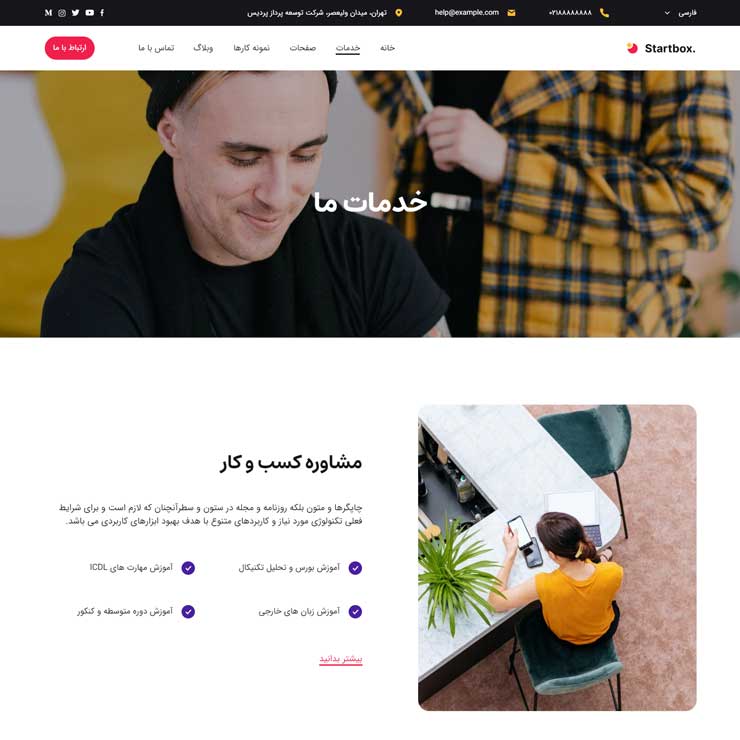 فارسی
۰۲۱۸۸۸۸۸۸۸
help@example.com
تهران، میدان ولیعصر، شرکت توسعه پرداز پردیس
Startbox.
خانه
خدمات
صفحات
نمونه کارها
وبلاگ
تماس با ما
ارتباط با ما
خدمات ما
مشاوره کسب و کار
چاپگرها و متون بلکه روزنامه و مجله در ستون و سطرآنچنان که لازم است و برای شرایط
فعلی تکنولوژی مورد نیاز و کاربردهای متنوع با هدف بهبود ابزارهای کاربردی می باشد.
آموزش بورس و تحلیل تکنیکال
آموزش مهارت های ICDL
آموزش زبان های خارجی
آموزش دوره متوسطه و کنکور
بیشتر بدانید